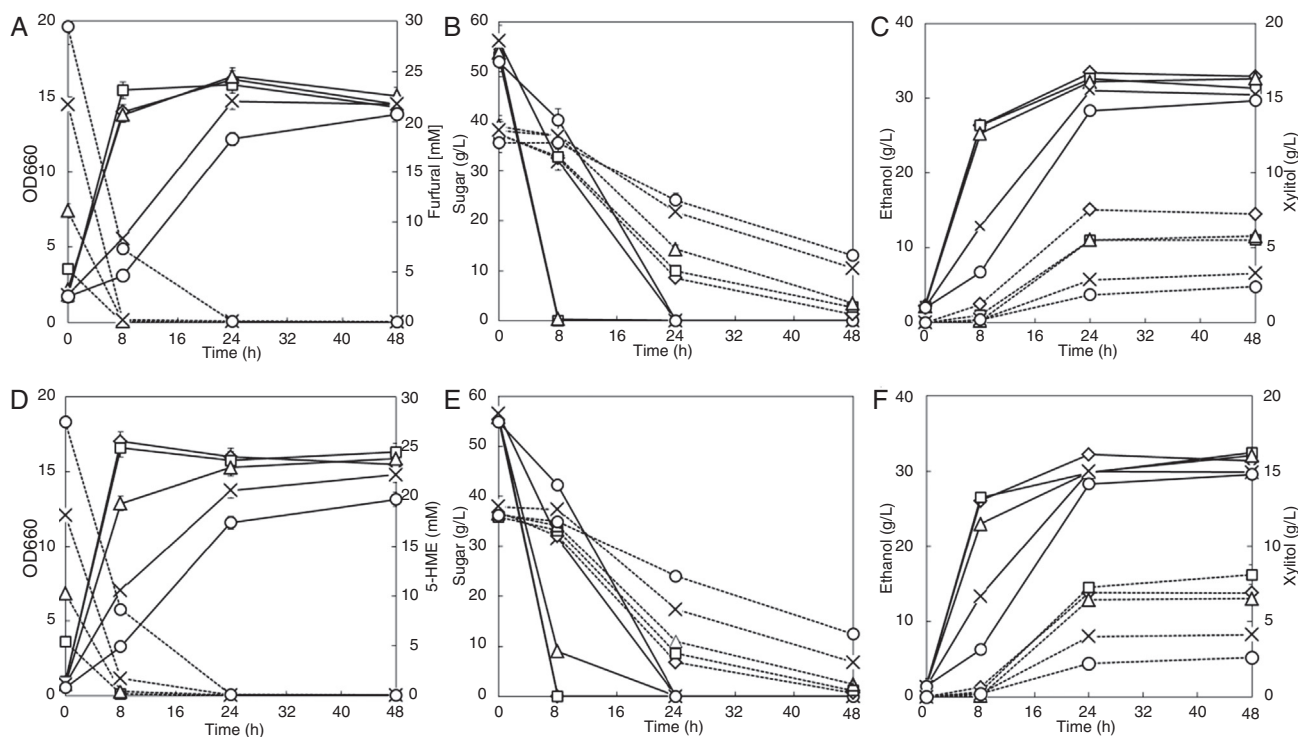 A
20
15
10
5
0
OD660
30
25
20
15
10
5
0
Furfural [mM]
0 8 16 24 32 40 48
Time (h)
B
60
50
40
30
20
10
0
Sugar (g/L)
0 8 16 24 32 40 48
Time (h)
C
40
30
20
10
0
Ethanol (g/L)
20
15
10
5
0
Xylitol (g/L)
0 8 16 24 32 40 48
Time (h)
D
20
15
10
5
0
OD660
30
25
20
15
10
5
0
5-HME (mM)
0 8 16 24 32 40 48
Time (h)
E
60
50
40
30
20
10
0
Sugar (g/L)
0 8 16 24 32 40 48
Time (h)
F
40
30
20
10
0
Ethanol (g/L)
20
15
10
5
0
Xylitol (g/L)
0 8 16 24 32 40 48
Time (h)